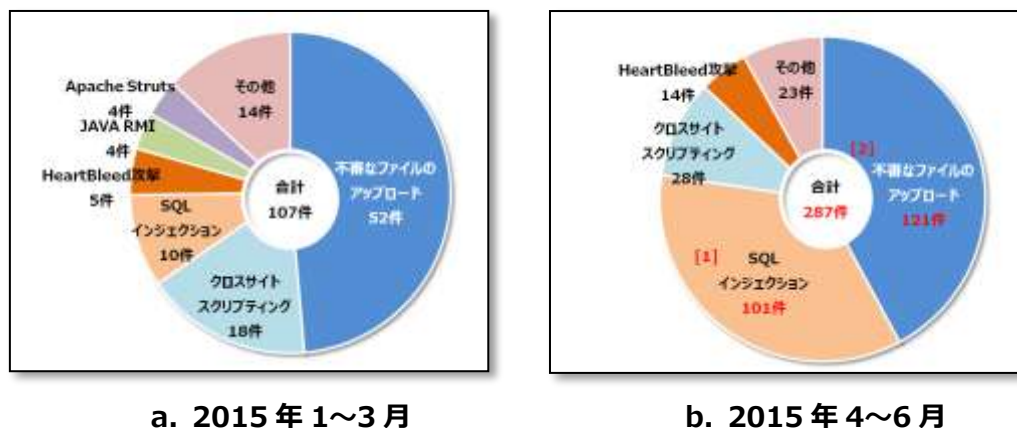 その他
14件
Apache Struts
4件
JAVA RMI
4件
HeartBleed攻撃
5件
SQL
インジェクション
10件
クロスサイト
スクリプティング
18件
不審なファイルの
アップロード
52件
合計
107件
a. 2015 年 1～3 月
その他
23件
HeartBleed攻撃
14件
クロスサイト
スクリプティング
28件
[1]
SQL
インジェクション
101件
[2]
不審なファイルの
アップロード
121件
合計
287件
b. 2015 年 4～6 月